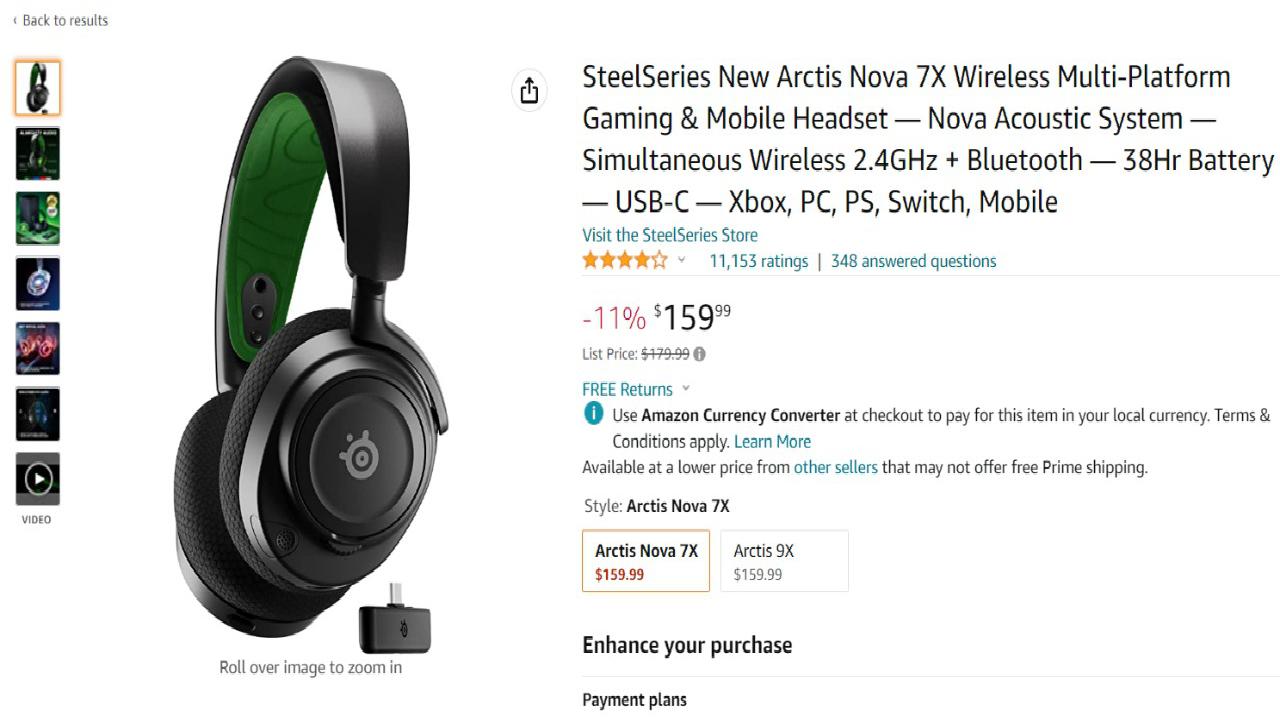 ‹ Back to results
SteelSeries New Arctis Nova 7X Wireless Multi-Platform
Gaming & Mobile Headset — Nova Acoustic System —
Simultaneous Wireless 2.4GHz + Bluetooth — 38Hr Battery
— USB-C — Xbox, PC, PS, Switch, Mobile
Visit the SteelSeries Store
11,153 ratings | 348 answered questions
-11% $159⁹⁹
List Price: $179.99
FREE Returns
Use Amazon Currency Converter at checkout to pay for this item in your local currency. Terms &
Conditions apply. Learn More
Available at a lower price from other sellers that may not offer free Prime shipping.
Style: Arctis Nova 7X
Arctis Nova 7X
$159.99
Arctis 9X
$159.99
Enhance your purchase
Payment plans
VIDEO
Roll over image to zoom in